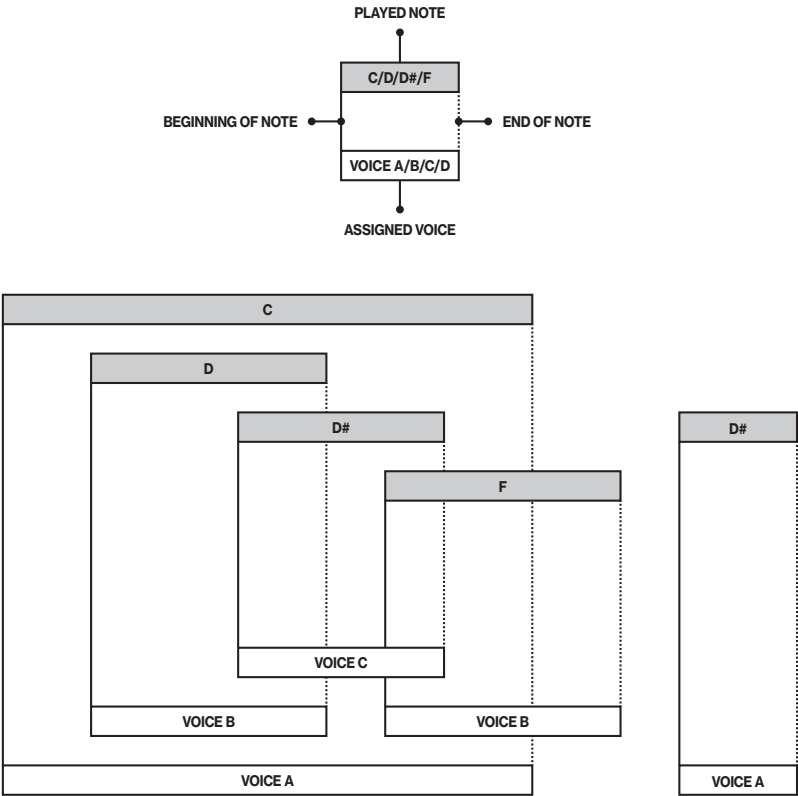 PLAYED NOTE
C/D/D#/F
BEGINNING OF NOTE
END OF NOTE
VOICE A/B/C/D
ASSIGNED VOICE
C
D
D#
D#
F
VOICE C
VOICE B
VOICE B
VOICE A
VOICE A